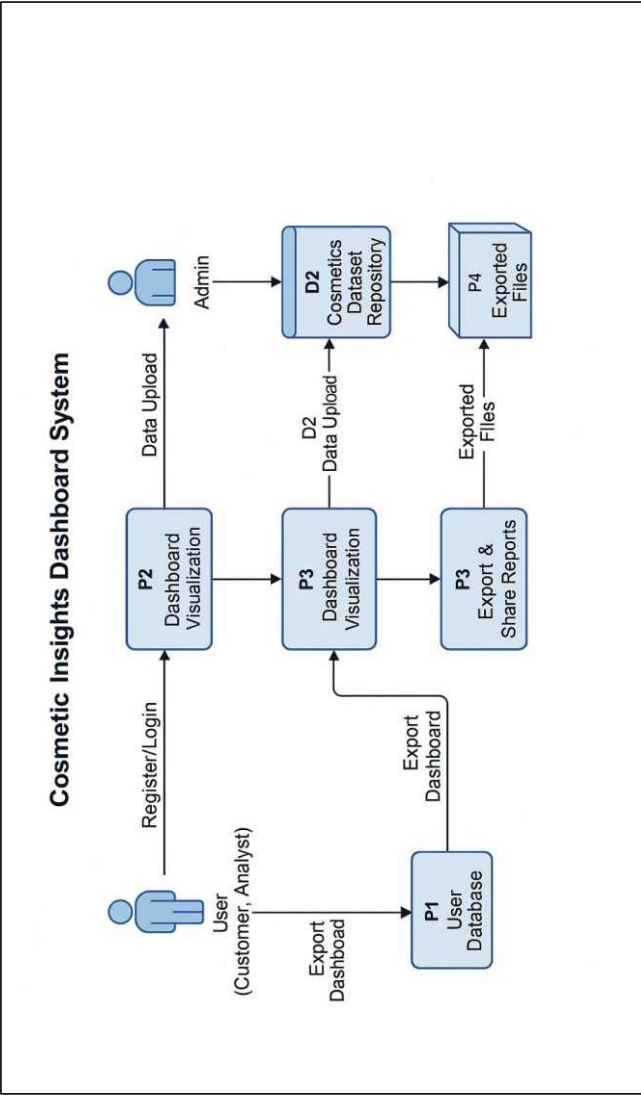 Cosmetic Insights Dashboard System
Register/Login
P2
Dashboard
Visualization
Data Upload
Admin
User
(Customer, Analyst)
Export
Dashboad
P1
User
Database
Export
Dashboard
P3
Dashboard
Visualization
D2
Data Upload
D2
Cosmetics
Dataset
Repository
P3
Export &
Share Reports
Exported
Files
P4
Exported
Files